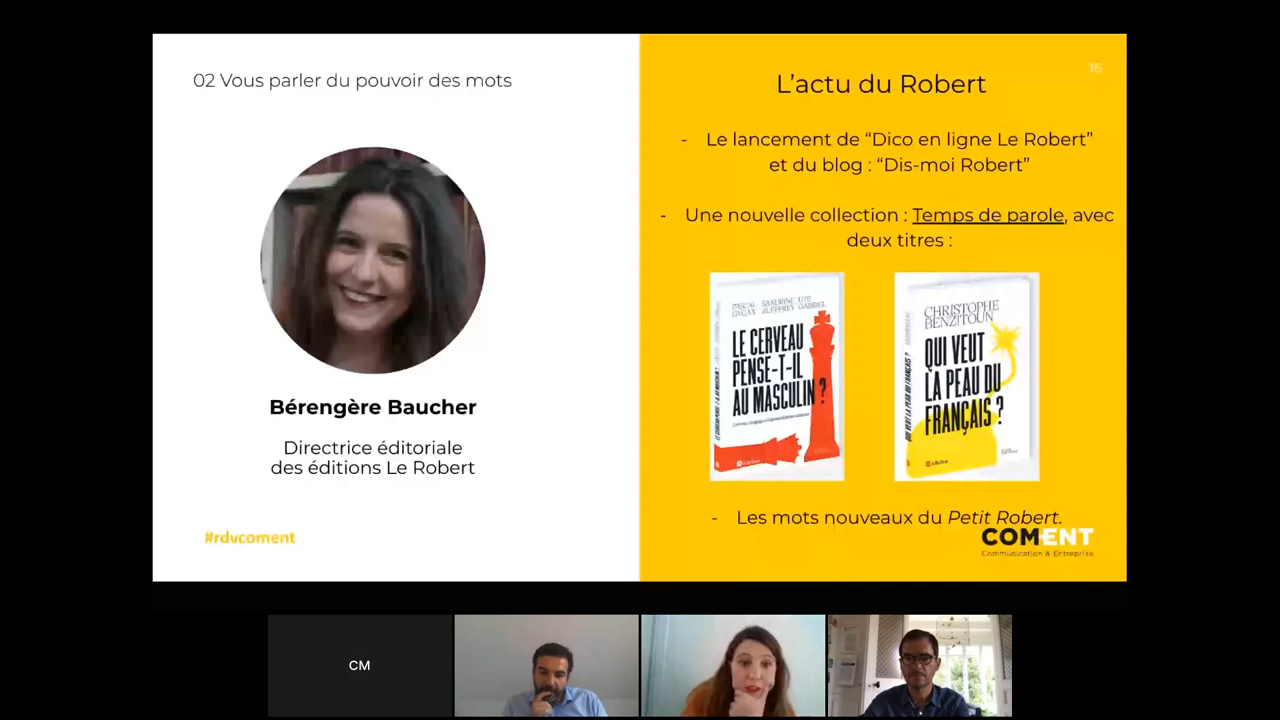 02 Vous parler du pouvoir des mots
Bérengère Baucher
Directrice éditoriale
des éditions Le Robert
#rdvcoment
15
L’actu du Robert
- Le lancement de “Dico en ligne Le Robert”
et du blog : “Dis-moi Robert”
- Une nouvelle collection : Temps de parole, avec
deux titres :
PASCAL SANDRINE UTE
GYGAX ZUFFEREY GABRIEL
LE CERVEAU
PENSE-T-IL
AU MASCULIN ?
CHRISTOPHE
BENZITOUN
QUI VEUT
LA PEAU DU
FRANÇAIS ?
- Les mots nouveaux du Petit Robert.
COM-ENT
Communication & Entreprise
CM